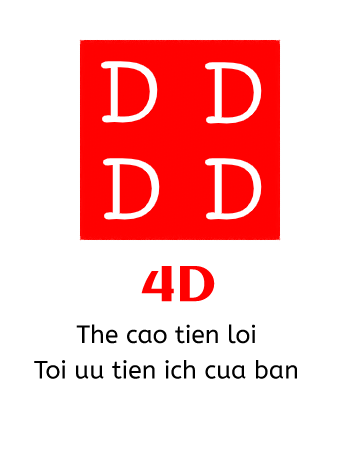 D D
D D
4D
The cao tien loi
Toi uu tien ich cua ban